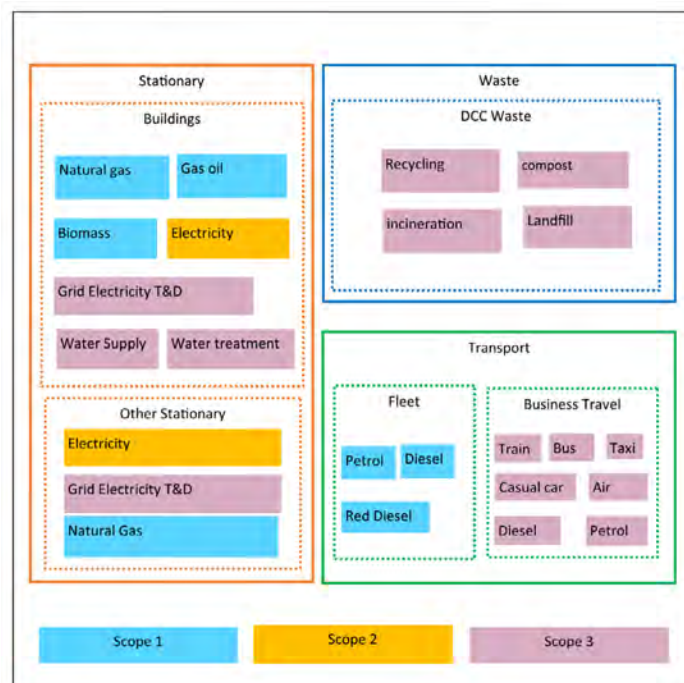 Stationary
Buildings
Natural gas
Gas oil
Biomass
Electricity
Grid Electricity T&D
Water Supply
Water treatment
Other Stationary
Electricity
Grid Electricity T&D
Natural Gas
Waste
DCC Waste
Recycling
compost
incineration
Landfill
Transport
Fleet
Petrol
Diesel
Red Diesel
Business Travel
Train
Bus
Taxi
Casual car
Air
Diesel
Petrol
Scope 1
Scope 2
Scope 3